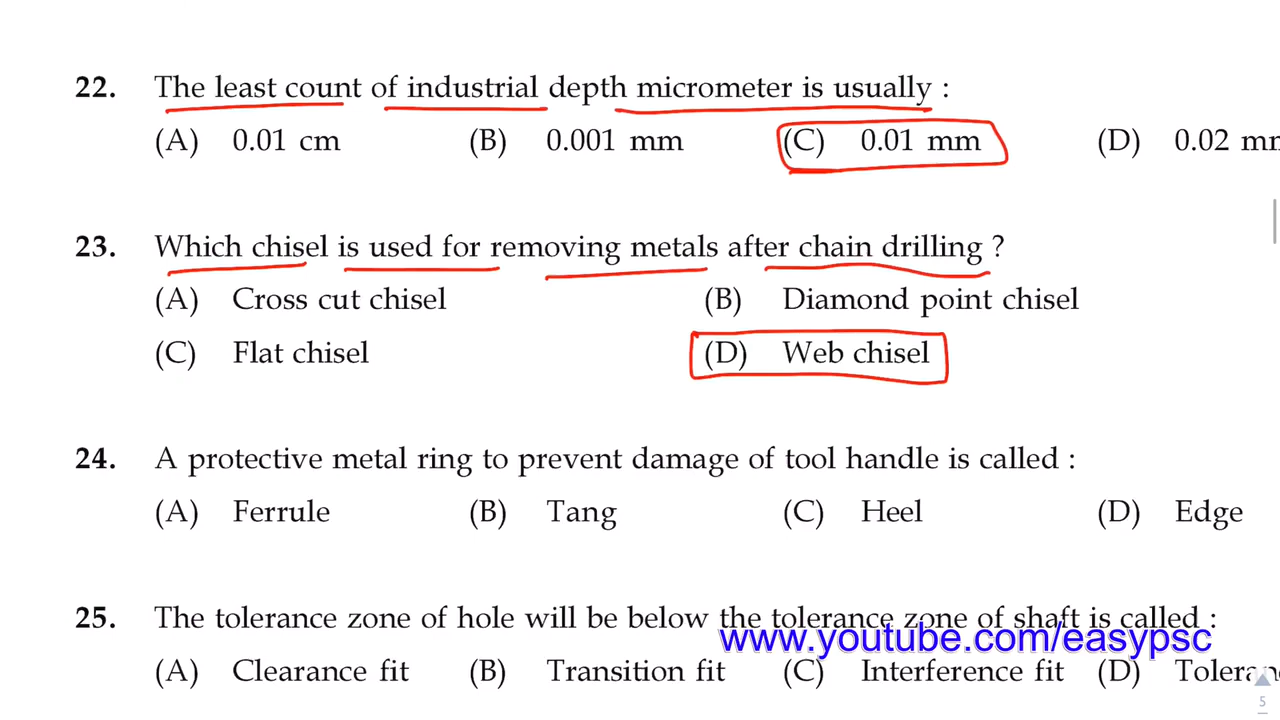 22. The least count of industrial depth micrometer is usually :
(A) 0.01 cm (B) 0.001 mm (C) 0.01 mm (D) 0.02
23. Which chisel is used for removing metals after chain drilling ?
(A) Cross cut chisel (B) Diamond point chisel
(C) Flat chisel (D) Web chisel
24. A protective metal ring to prevent damage of tool handle is called :
(A) Ferrule (B) Tang (C) Heel (D) Edge
25. The tolerance zone of hole will be below the tolerance zone of shaft is called :
www.youtube.com/easypsc
(A) Clearance fit (B) Transition fit (C) Interference fit (D)
5